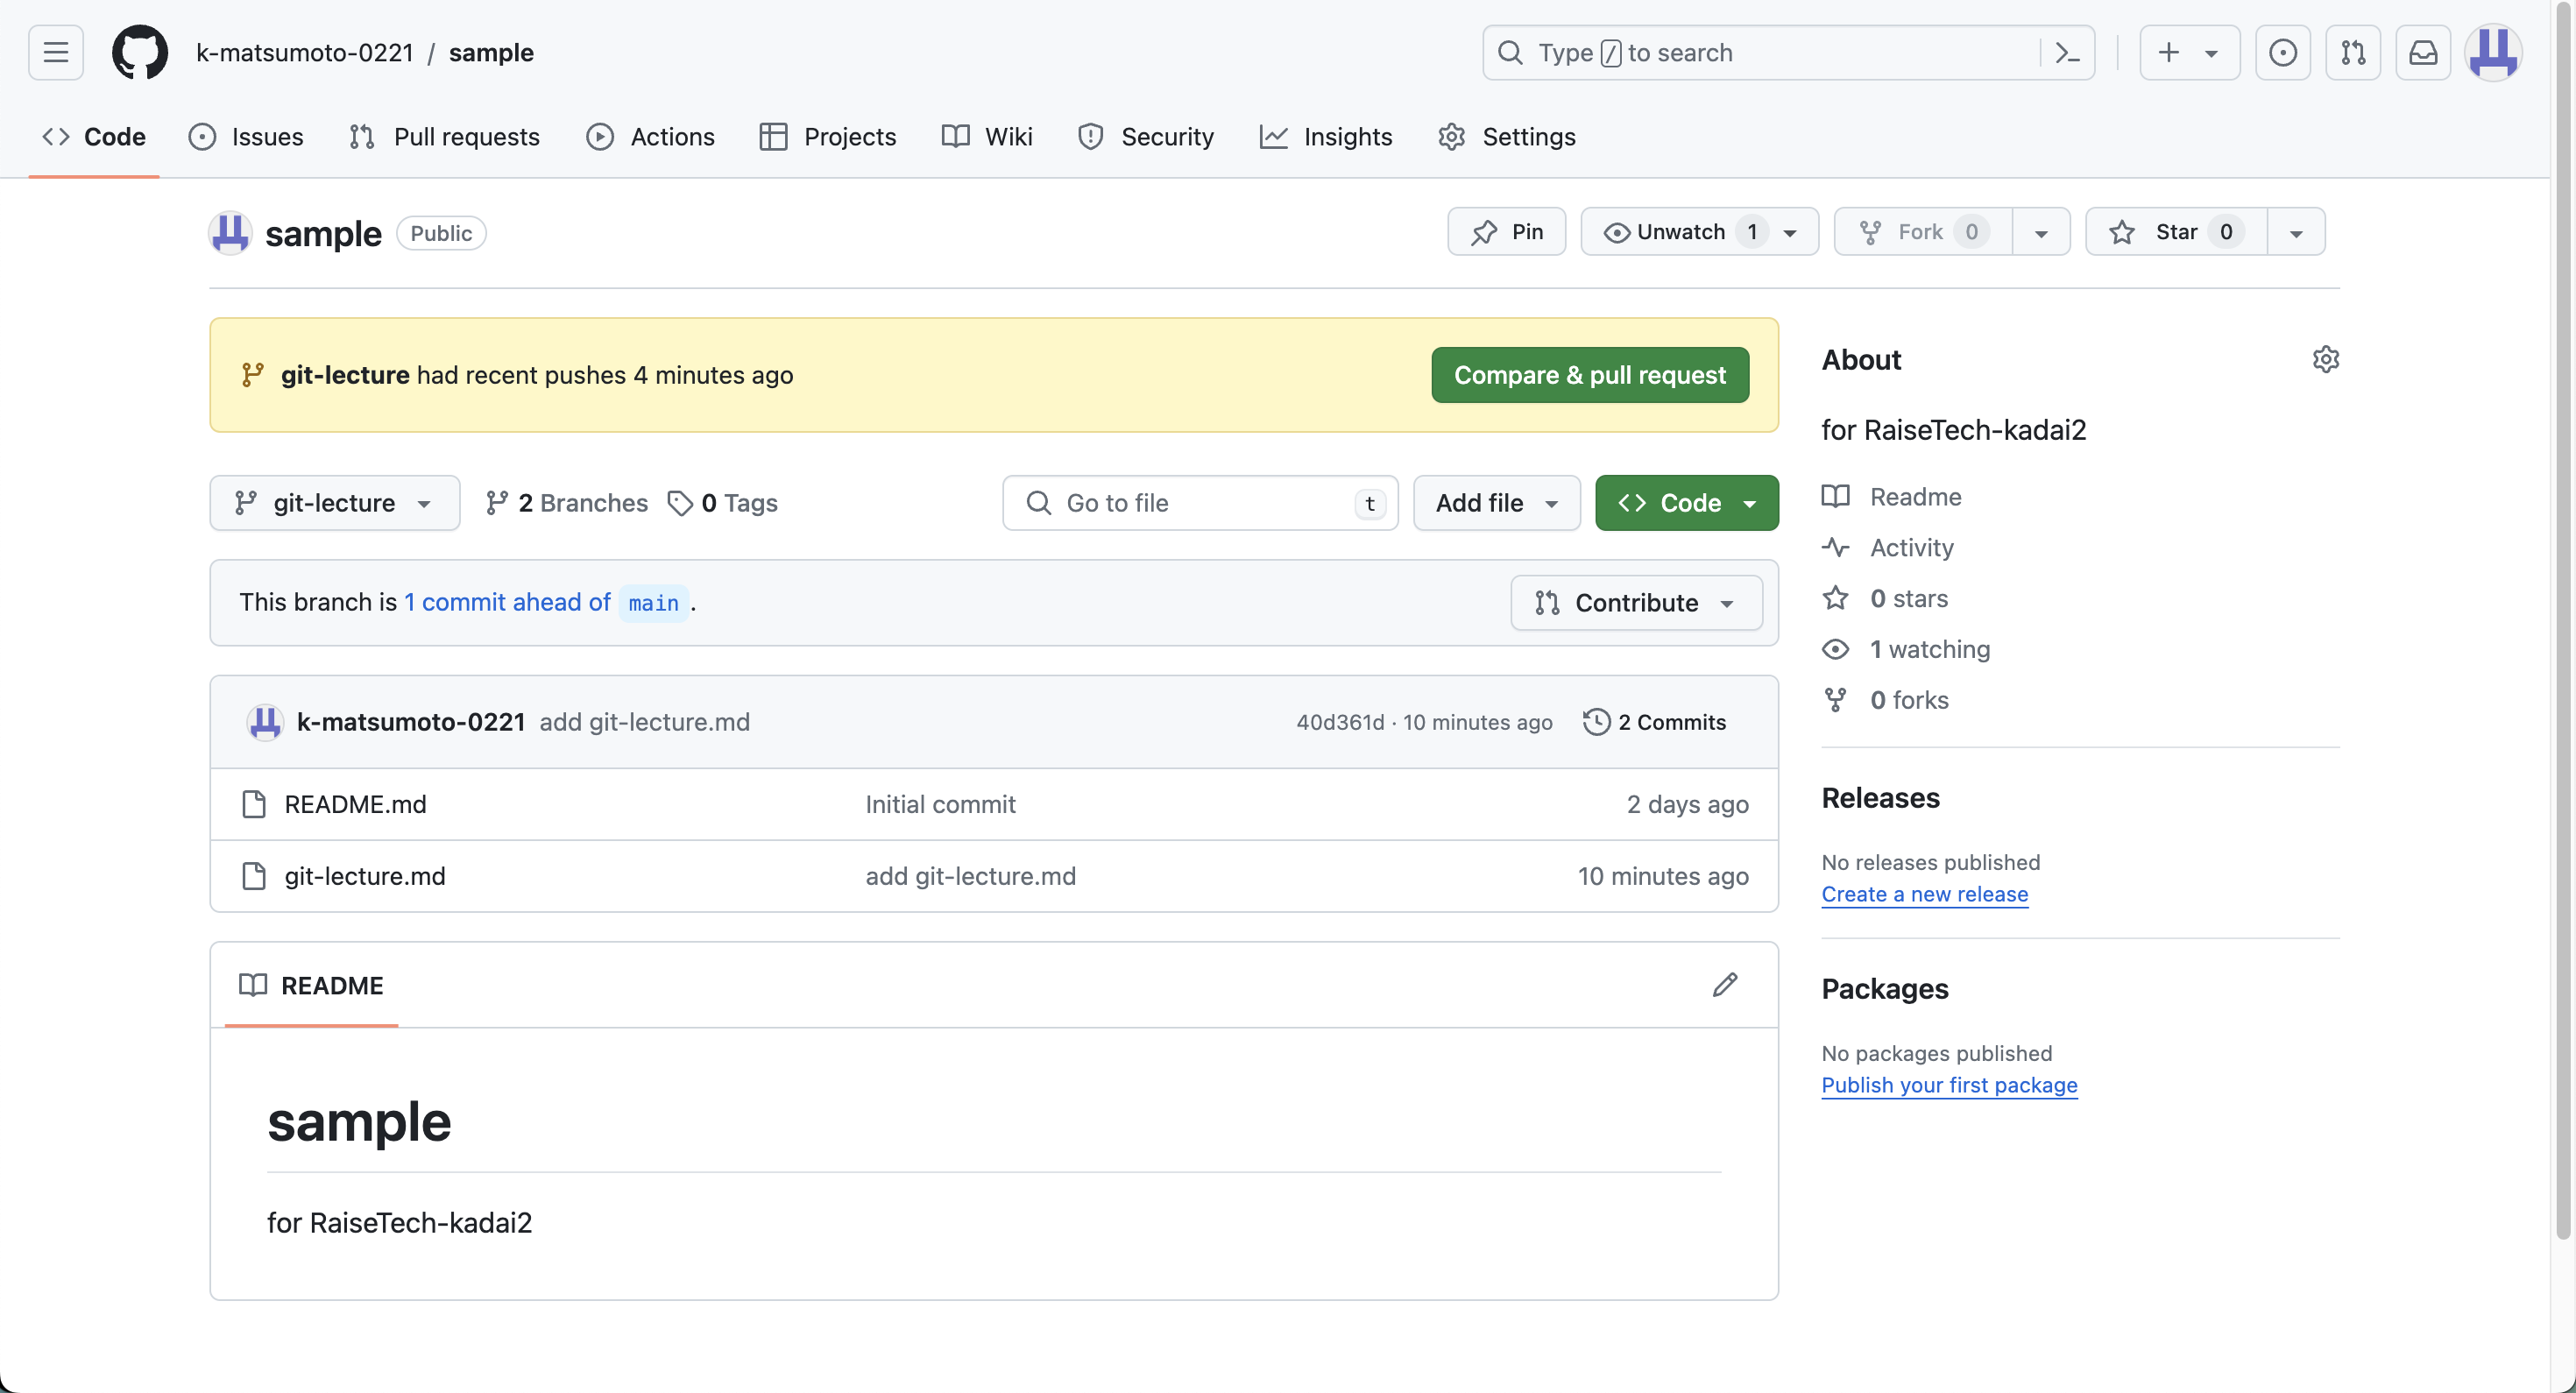 k-matsumoto-0221 / sample
Type / to search
Code Issues Pull requests Actions Projects Wiki Security Insights Settings
sample Public
Pin Unwatch 1 Fork 0 Star 0
git-lecture had recent pushes 4 minutes ago
Compare & pull request
git-lecture 2 Branches 0 Tags
Go to file t Add file Code
This branch is 1 commit ahead of main .
Contribute
k-matsumoto-0221 add git-lecture.md 40d361d · 10 minutes ago 2 Commits
README.md Initial commit 2 days ago
git-lecture.md add git-lecture.md 10 minutes ago
README
sample
for RaiseTech-kadai2
About
for RaiseTech-kadai2
Readme
Activity
0 stars
1 watching
0 forks
Releases
No releases published
Create a new release
Packages
No packages published
Publish your first package